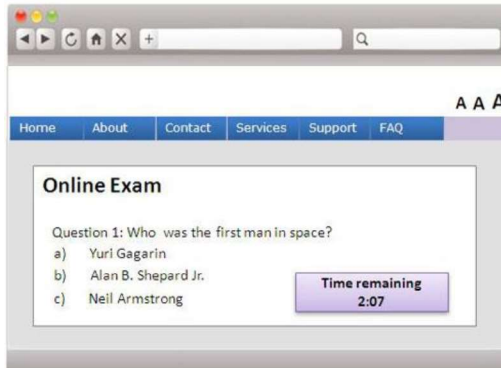 A A A
Home About Contact Services Support FAQ
Online Exam
Question 1: Who was the first man in space?
a) Yuri Gagarin
b) Alan B. Shepard Jr.
c) Neil Armstrong
Time remaining
2:07